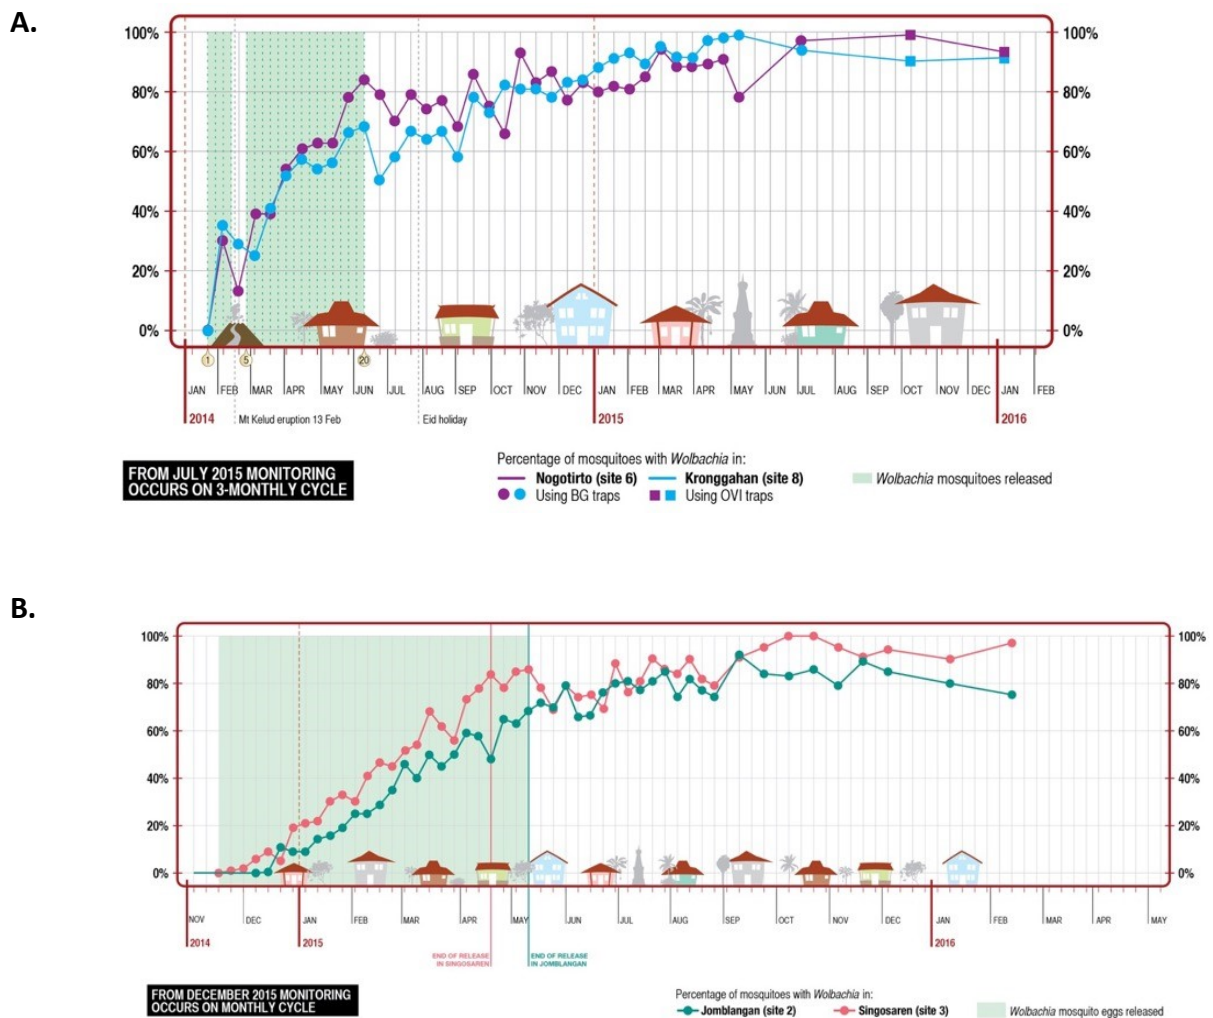 A.
100% 100%
80% 80%
60% 60%
40% 40%
20% 20%
0% 0%
1 5 20
JAN FEB MAR APR MAY JUN JUL AUG SEP OCT NOV DEC JAN FEB MAR APR MAY JUL AUG SEP OCT NOV DEC JAN FEB
2014 Mt Kelud eruption 13 Feb Eid holiday 2015 2016
FROM JULY 2015 MONITORING
OCCURS ON 3-MONTHLY CYCLE
Percentage of mosquitoes with Wolbachia in:
Nogotirto (site 6) Kronggahan (site 8) Wolbachia mosquitoes released
Using BG traps Using OVI traps
B.
100% 100%
80% 80%
60% 60%
40% 40%
20% 20%
0% 0%
NOV DEC JAN FEB MAR APR MAY JUN JUL AUG SEP OCT NOV DEC JAN FEB MAR APR MAY
2014 2015 2016
END OF RELEASE
IN SINGOSAREN
END OF RELEASE
IN JOMBLANGAN
FROM DECEMBER 2015 MONITORING
OCCURS ON MONTHLY CYCLE
Percentage of mosquitoes with Wolbachia in:
Jomblangan (site 2) Singosaren (site 3) Wolbachia mosquito eggs released